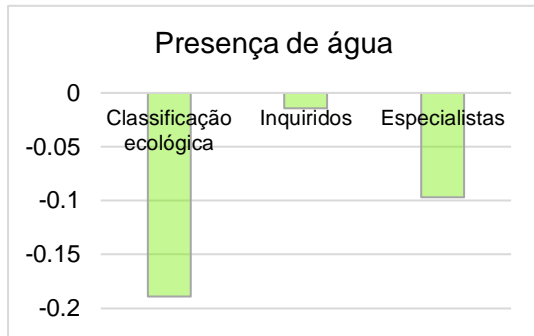 Presença de água
0
Classificação ecológica
Inquiridos
Especialistas
-0.05
-0.1
-0.15
-0.2